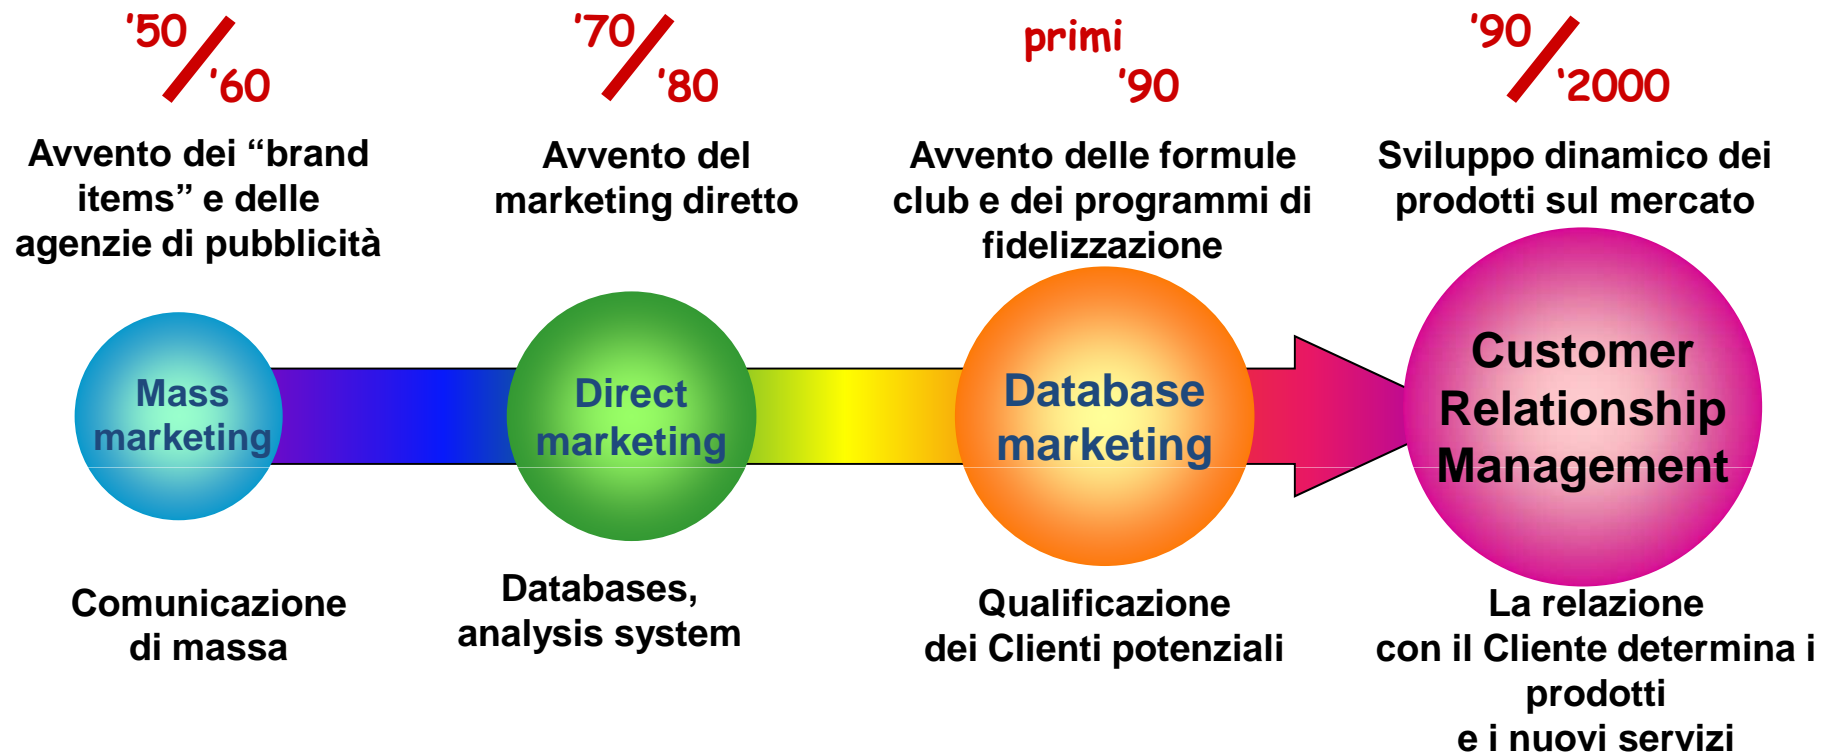 '50
'60
Avvento dei “brand
items” e delle
agenzie di pubblicità
Mass
marketing
Comunicazione
di massa
'70
'80
Avvento del
marketing diretto
Direct
marketing
Databases,
analysis system
primi
'90
Avvento delle formule
club e dei programmi di
fidelizzazione
Database
marketing
Qualificazione
dei Clienti potenziali
'90
'2000
Sviluppo dinamico dei
prodotti sul mercato
Customer
Relationship
Management
La relazione
con il Cliente determina i
prodotti
e i nuovi servizi